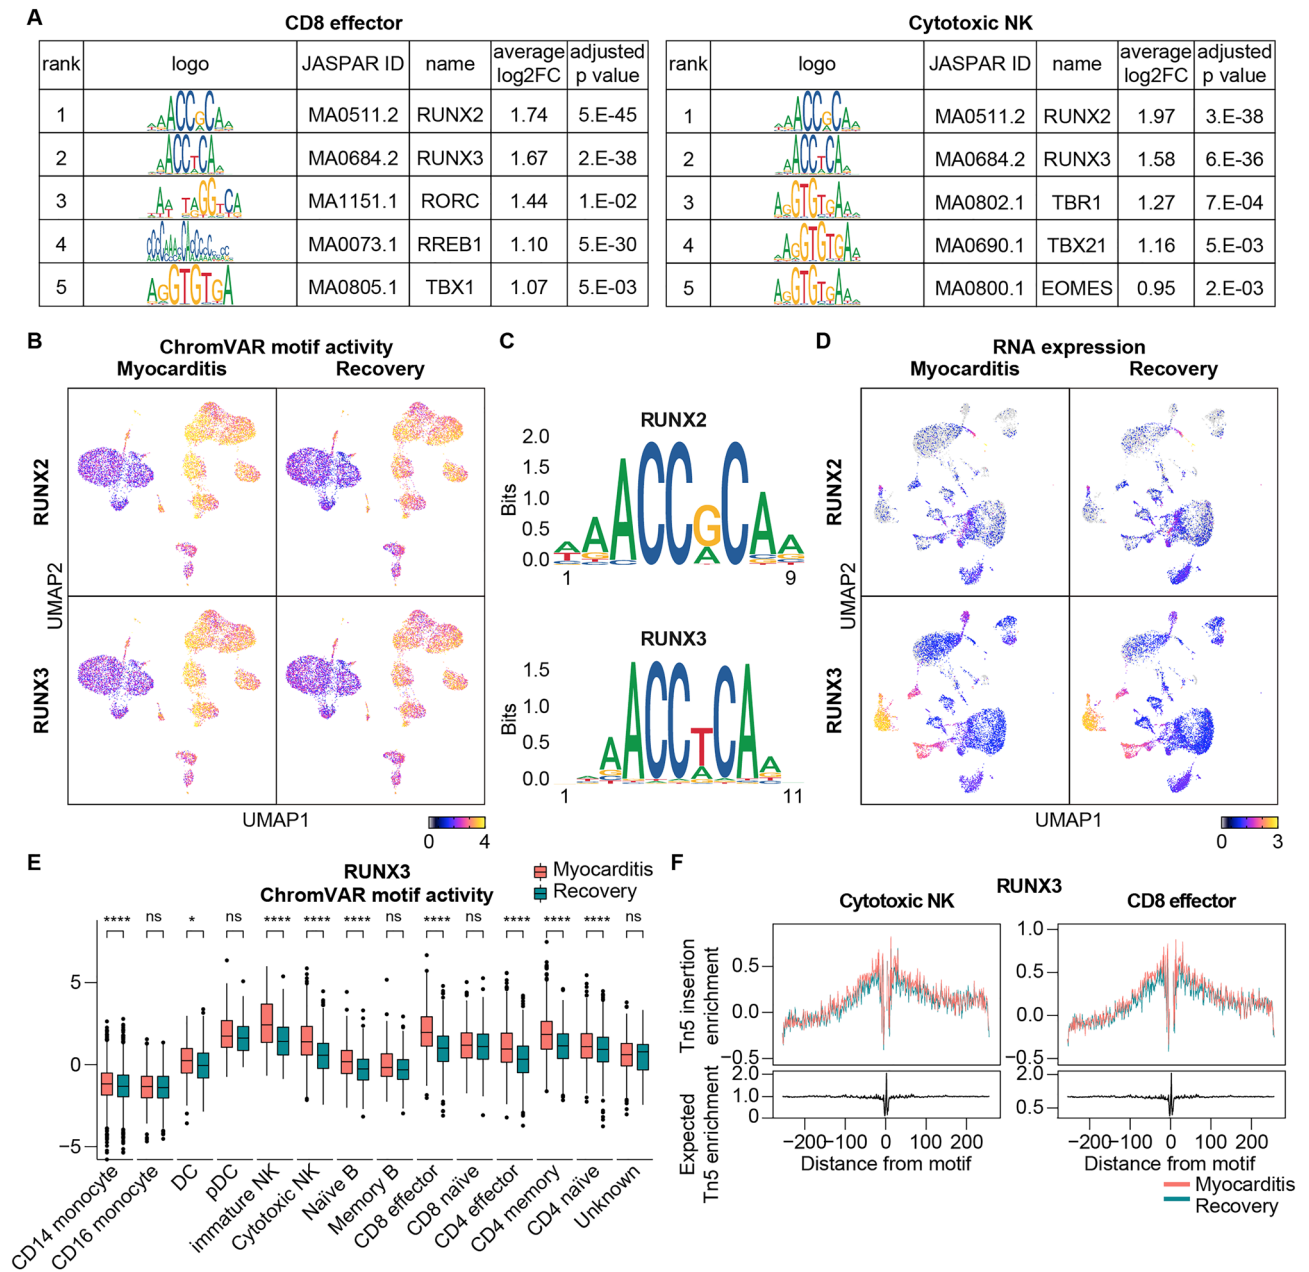 A
CD8 effector
rank logo JASPAR ID name average log2FC adjusted p value
1 MA0511.2 RUNX2 1.74 5.E-45
2 MA0684.2 RUNX3 1.67 2.E-38
3 MA1151.1 RORC 1.44 1.E-02
4 MA0073.1 RREB1 1.10 5.E-30
5 MA0805.1 TBX1 1.07 5.E-03
Cytotoxic NK
rank logo JASPAR ID name average log2FC adjusted p value
1 MA0511.2 RUNX2 1.97 3.E-38
2 MA0684.2 RUNX3 1.58 6.E-36
3 MA0802.1 TBR1 1.27 7.E-04
4 MA0690.1 TBX21 1.16 5.E-03
5 MA0800.1 EOMES 0.95 2.E-03
B
ChromVAR motif activity
Myocarditis Recovery
RUNX2
RUNX3
UMAP2
UMAP1
0 4
C
RUNX2
2.0
1.5
1.0
0.5
0.0
Bits
1 9
RUNX3
1.5
1.0
0.5
0.0
Bits
1 11
D
RNA expression
Myocarditis Recovery
RUNX2
RUNX3
UMAP2
UMAP1
0 3
E
RUNX3
ChromVAR motif activity
Myocarditis
Recovery
**** ns * ns **** **** **** ns **** ns **** **** **** ns
5
0
−5
CD14 monocyte
CD16 monocyte
DC
pDC
immature NK
Cytotoxic NK
Naïve B
Memory B
CD8 effector
CD8 naïve
CD4 effector
CD4 memory
CD4 naïve
Unknown
F
RUNX3
Cytotoxic NK CD8 effector
Tn5 insertion
enrichment
0.5
0.0
−0.5
1.0
0.5
0.0
−0.5
Expected
Tn5 enrichment
2.0
1.0
0
2.0
0.5
−200 −100 0 100 200
−200 −100 0 100 200
Distance from motif Distance from motif
Myocarditis
Recovery